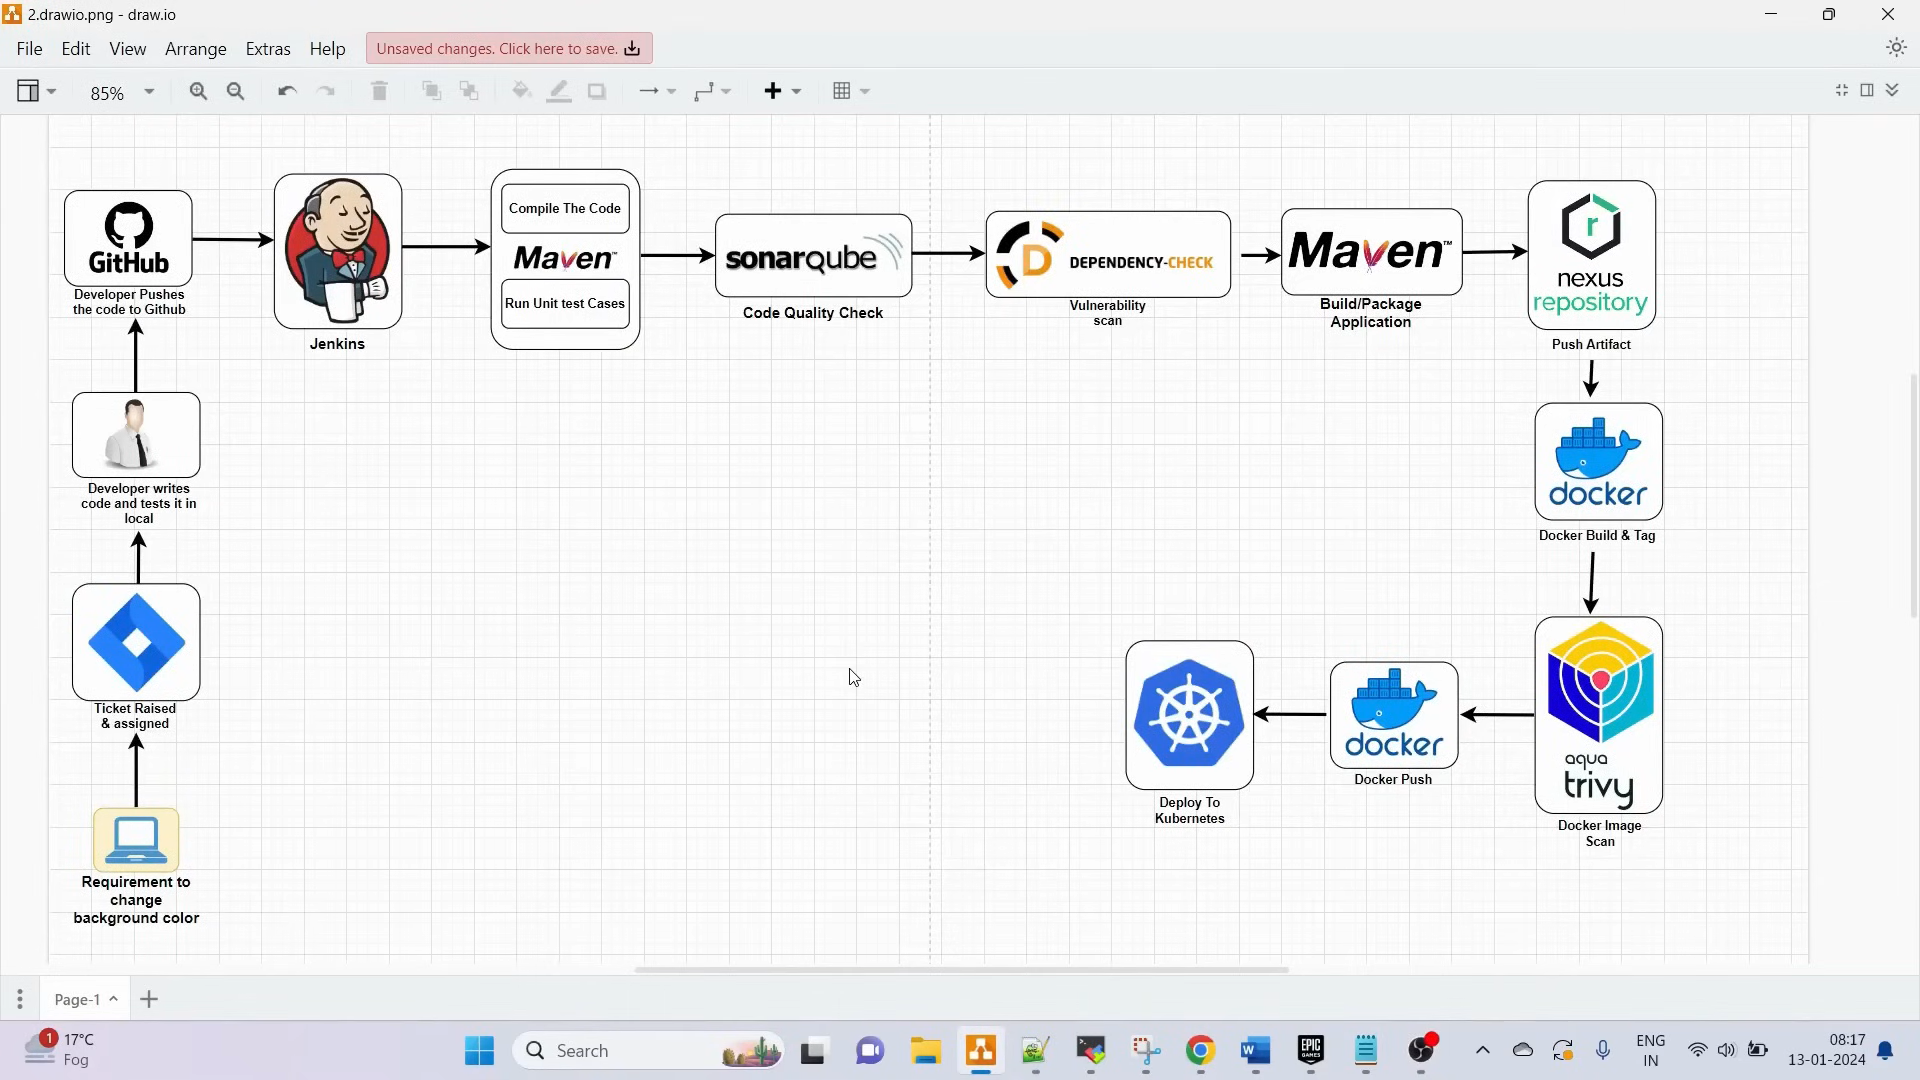 2.drawio.png - draw.io
File Edit View Arrange Extras Help Unsaved changes. Click here to save.
85%
GitHub
Developer Pushes
the code to Github
Jenkins
Compile The Code
Maven™
Run Unit test Cases
sonarqube
Code Quality Check
DEPENDENCY-CHECK
Vulnerability
scan
Maven™
Build/Package
Application
r
nexus
repository
Push Artifact
docker
Docker Build & Tag
aqua
trivy
Docker Image
Scan
docker
Docker Push
Deploy To
Kubernetes
Developer writes
code and tests it in
local
Ticket Raised
& assigned
Requirement to
change
background color
Page-1
1
17°C
Fog
Search
EPIC
GAMES
ENG
IN
08:17
13-01-2024